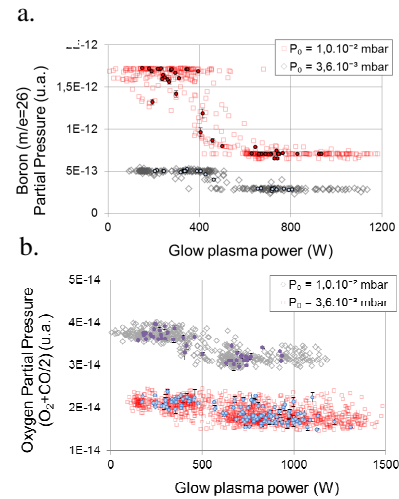 a.
P₀ = 1,0.10⁻² mbar
P₀ = 3,6.10⁻³ mbar
Boron (m/e=26)
Partial Pressure (u.a.)
E-12
1,5E-12
1E-12
5E-13
0
0 400 800 1200
Glow plasma power (W)
b.
P₀ = 1,0.10⁻² mbar
= 3,6.10⁻³ mbar
Oxygen Partial Pressure
(O₂+CO/2) (u.a.)
5E-14
4E-14
3E-14
2E-14
1E-14
0 500 1000 1500
Glow plasma power (W)